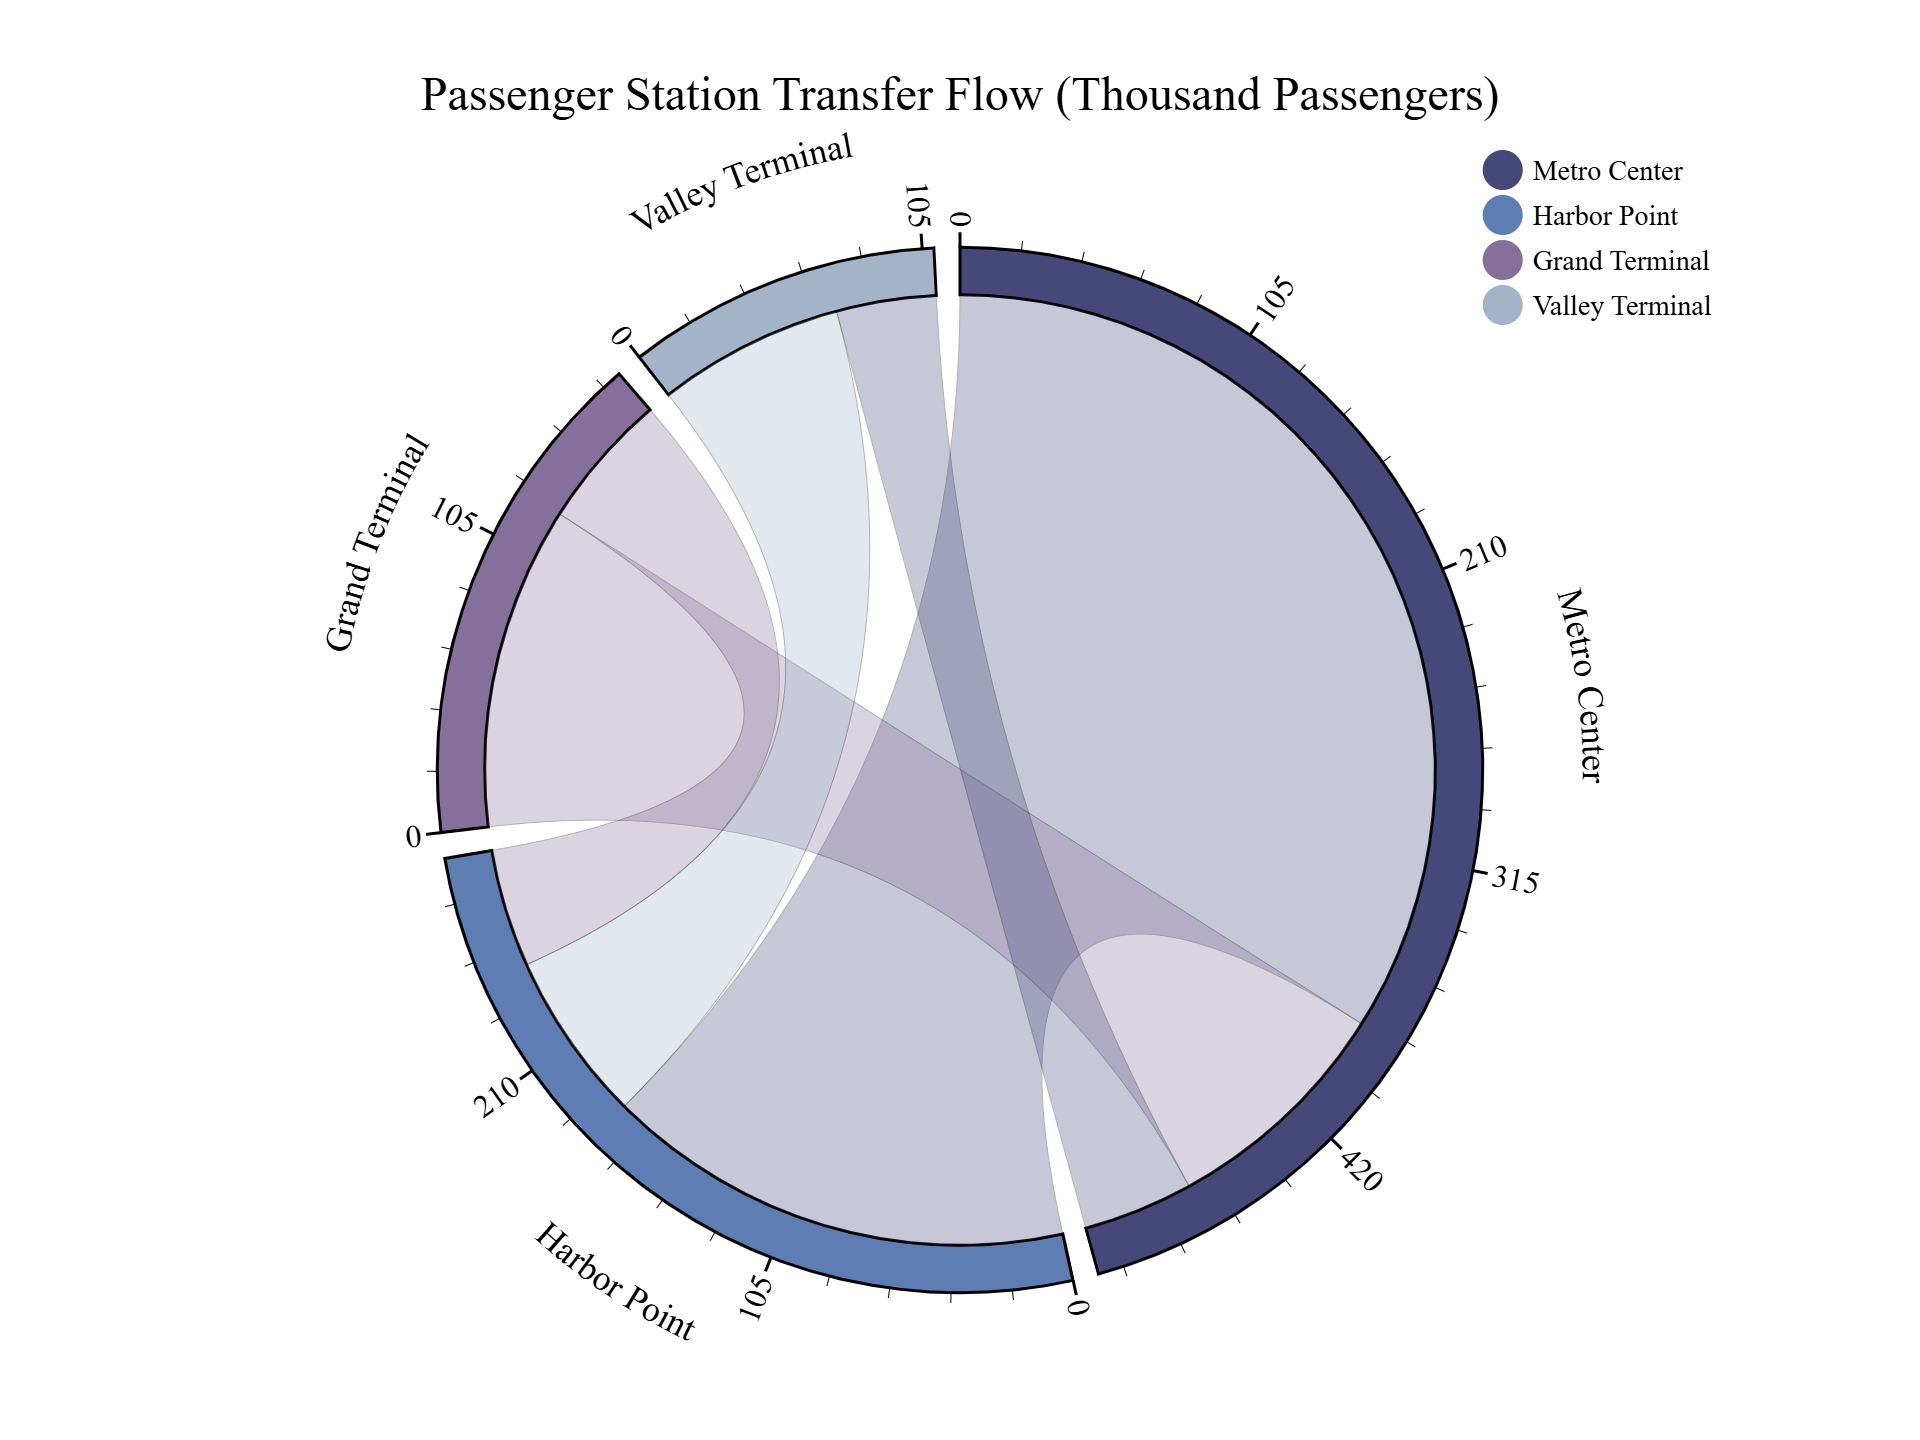 Passenger Station Transfer Flow (Thousand Passengers)
Metro Center
Harbor Point
Grand Terminal
Valley Terminal
0
105
210
315
420
Metro Center
0
105
210
Harbor Point
0
105
Grand Terminal
0
105
Valley Terminal